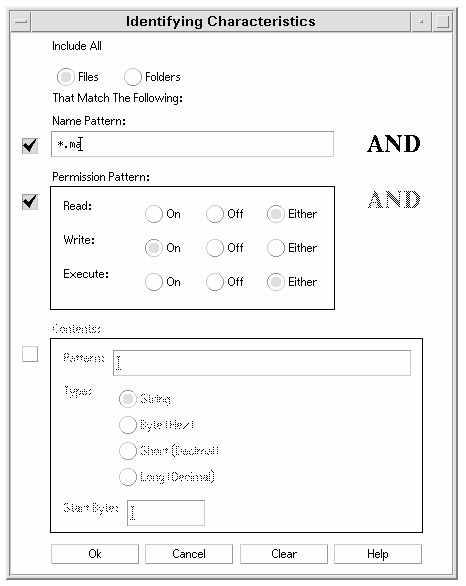 Identifying Characteristics
Include All
Files Folders
That Match The Following:
Name Pattern:
*.ma AND
Permission Pattern:
AND
Read: On Off Either
Write: On Off Either
Execute: On Off Either
Contents:
Pattern:
Type: String
Byte (Hex)
Short (Decimal)
Long (Decimal)
Start Byte:
Ok Cancel Clear Help